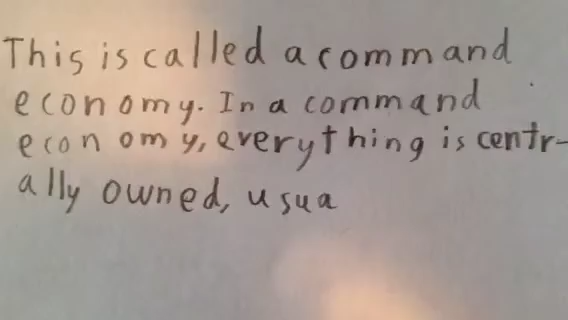 This is called a command
economy. In a command
economy, everything is centr-
ally owned, usua